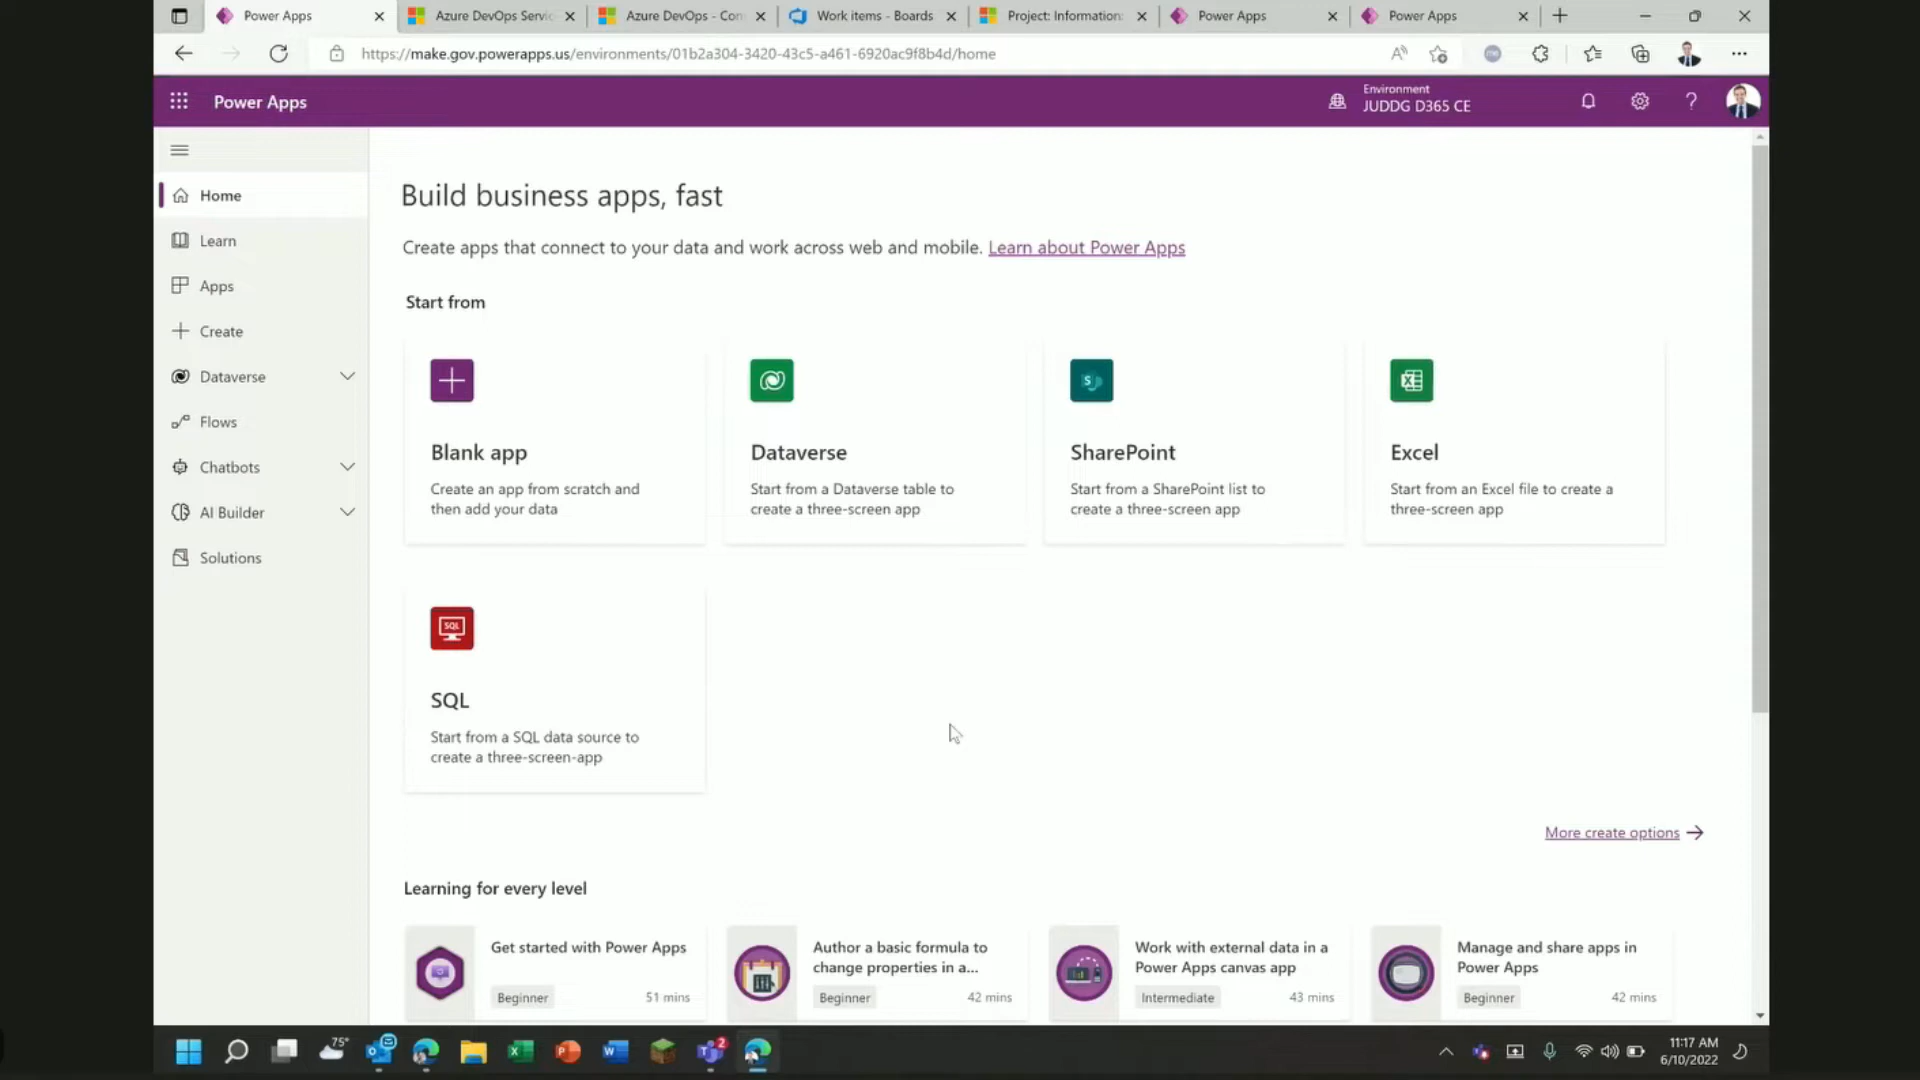 Power Apps
Azure DevOps Servic
Azure DevOps - Con
Work items - Boards
Project: Information
Power Apps
Power Apps
https://make.gov.powerapps.us/environments/01b2a304-3420-43c5-a461-6920ac9f8b4d/home
Power Apps
Environment
JUDDG D365 CE
Home
Learn
Apps
Create
Dataverse
Flows
Chatbots
AI Builder
Solutions
Build business apps, fast
Create apps that connect to your data and work across web and mobile. Learn about Power Apps
Start from
Blank app
Create an app from scratch and
then add your data
Dataverse
Start from a Dataverse table to
create a three-screen app
SharePoint
Start from a SharePoint list to
create a three-screen app
Excel
Start from an Excel file to create a
three-screen app
SQL
SQL
Start from a SQL data source to
create a three-screen-app
More create options
Learning for every level
Get started with Power Apps
Beginner
51 mins
Author a basic formula to
change properties in a...
Beginner
42 mins
Work with external data in a
Power Apps canvas app
Intermediate
43 mins
Manage and share apps in
Power Apps
Beginner
42 mins
75°
2
11:17 AM
6/10/2022